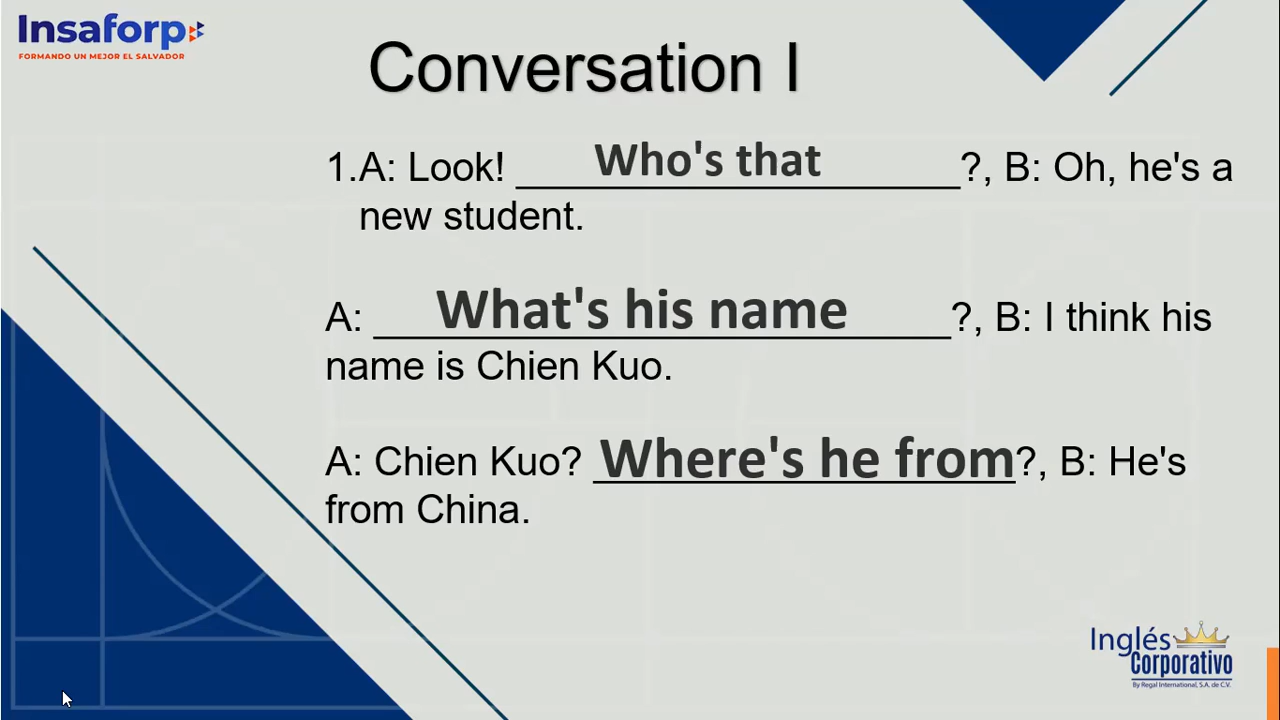 Insaforp
FORMANDO UN MEJOR EL SALVADOR
Conversation I
1.A: Look! Who's that?, B: Oh, he's a
new student.
A: What's his name?, B: I think his
name is Chien Kuo.
A: Chien Kuo? Where's he from?, B: He's
from China.
Inglés
Corporativo
By Regal International, S.A. de C.V.